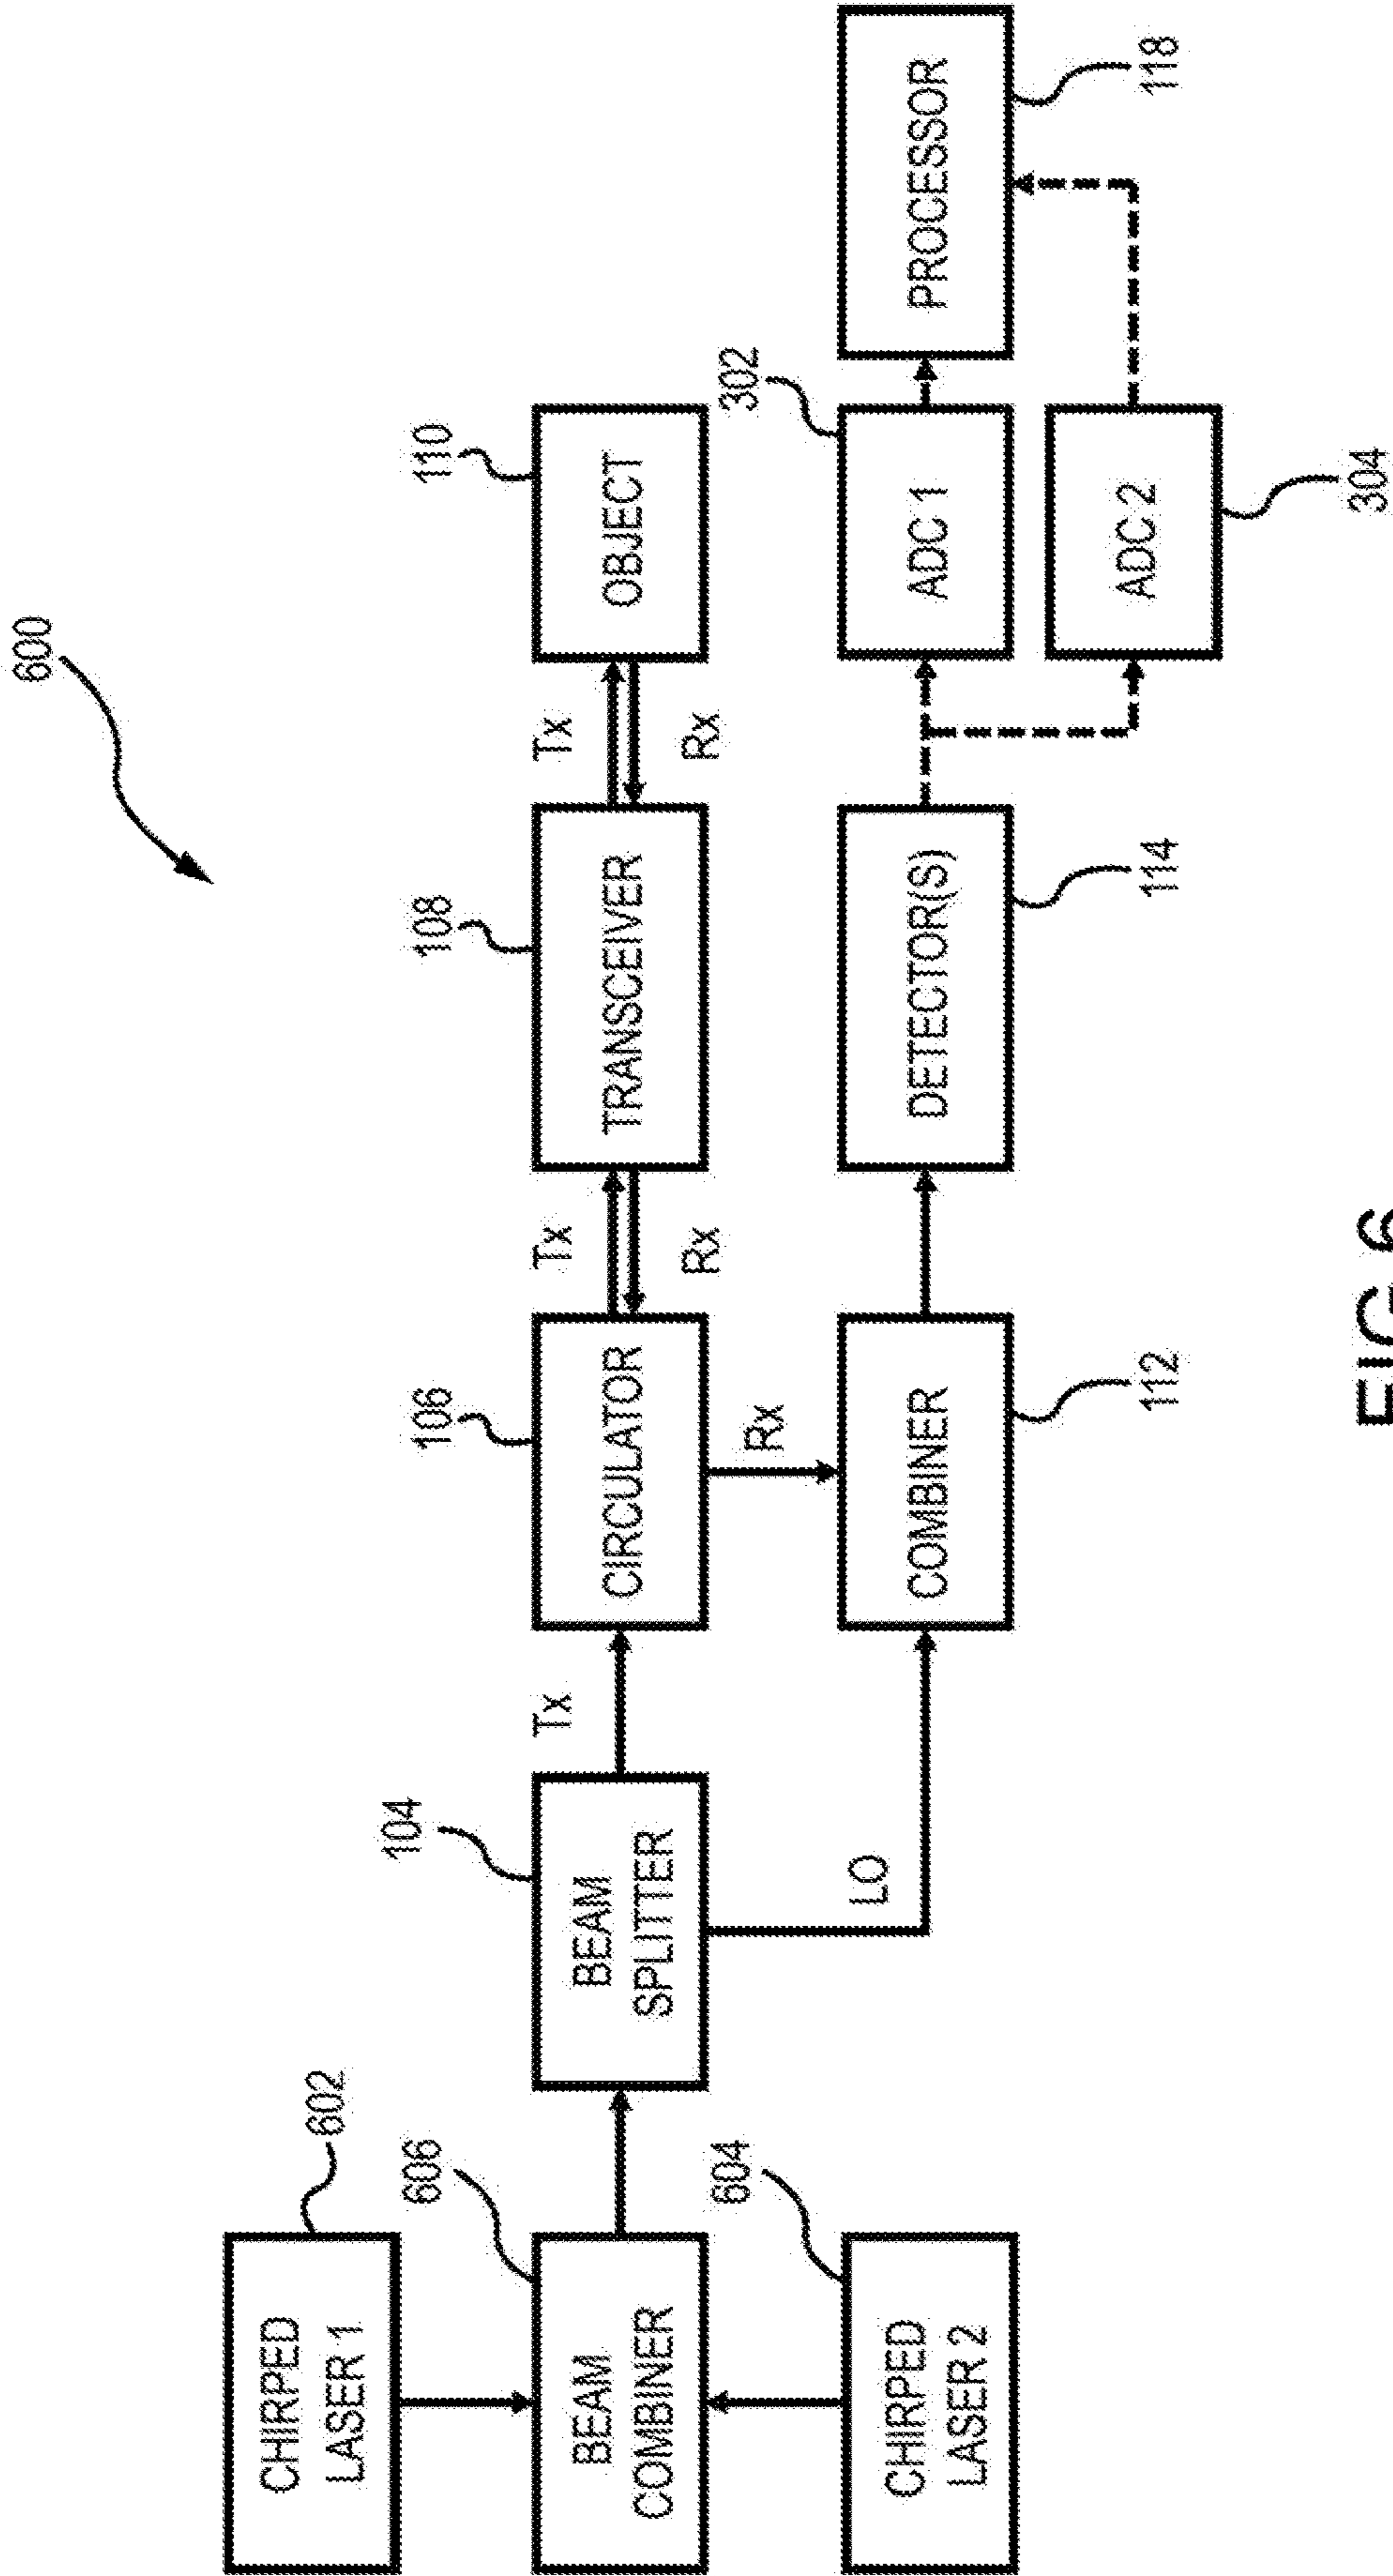 600
CHIRPED
LASER 1
602
BEAM
COMBINER
606
CHIRPED
LASER 2
604
BEAM
SPLITTER
104
Tx
LO
CIRCULATOR
106
Tx
Rx
Rx
TRANSCEIVER
108
Tx
Rx
OBJECT
110
COMBINER
112
DETECTOR(S)
114
ADC 1
302
ADC 2
304
PROCESSOR
118
FIG. 6